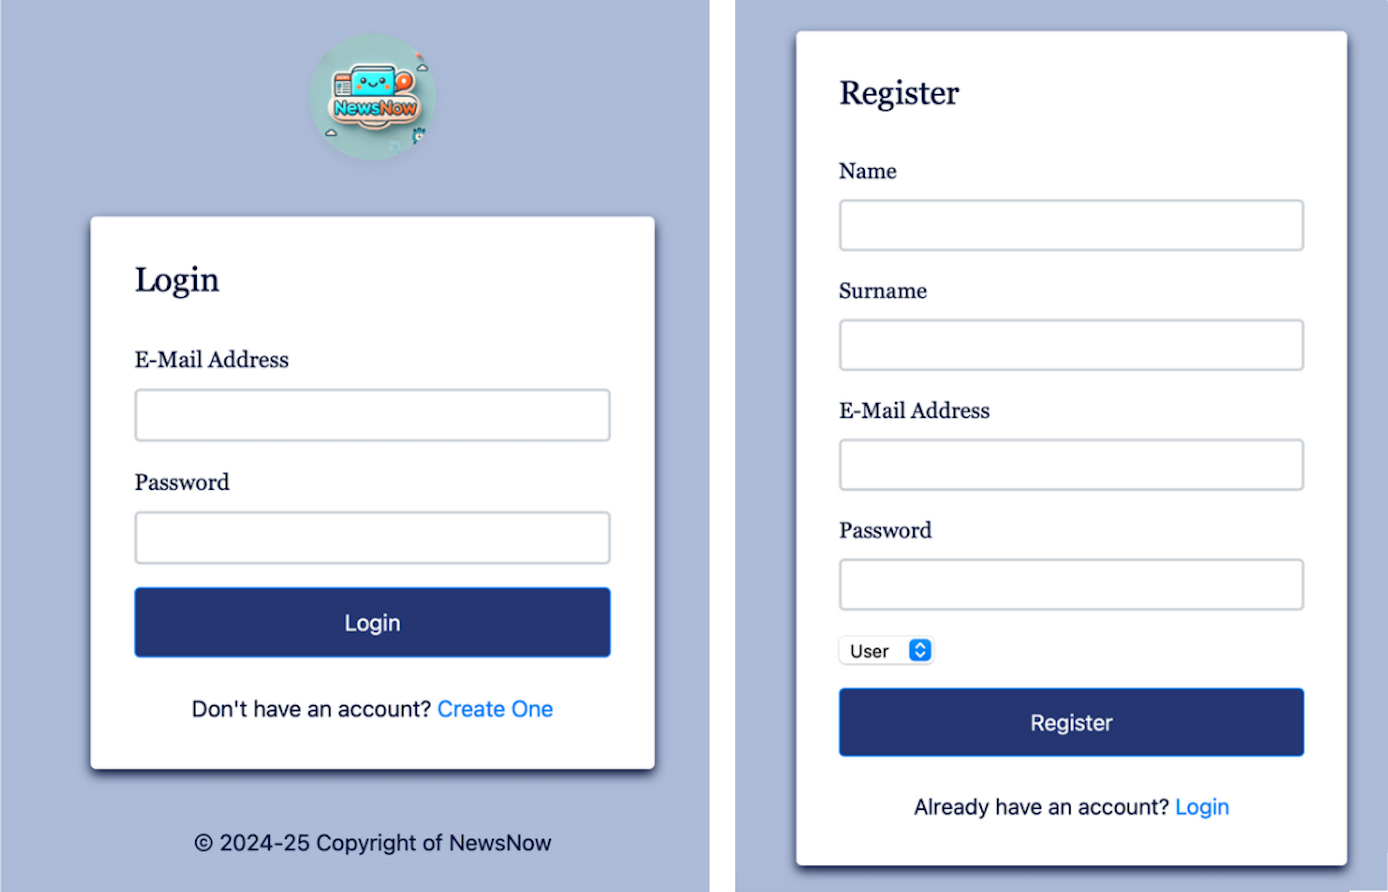 NewsNow
Login
E-Mail Address
Password
Login
Don't have an account? Create One
© 2024-25 Copyright of NewsNow
Register
Name
Surname
E-Mail Address
Password
User
Register
Already have an account? Login